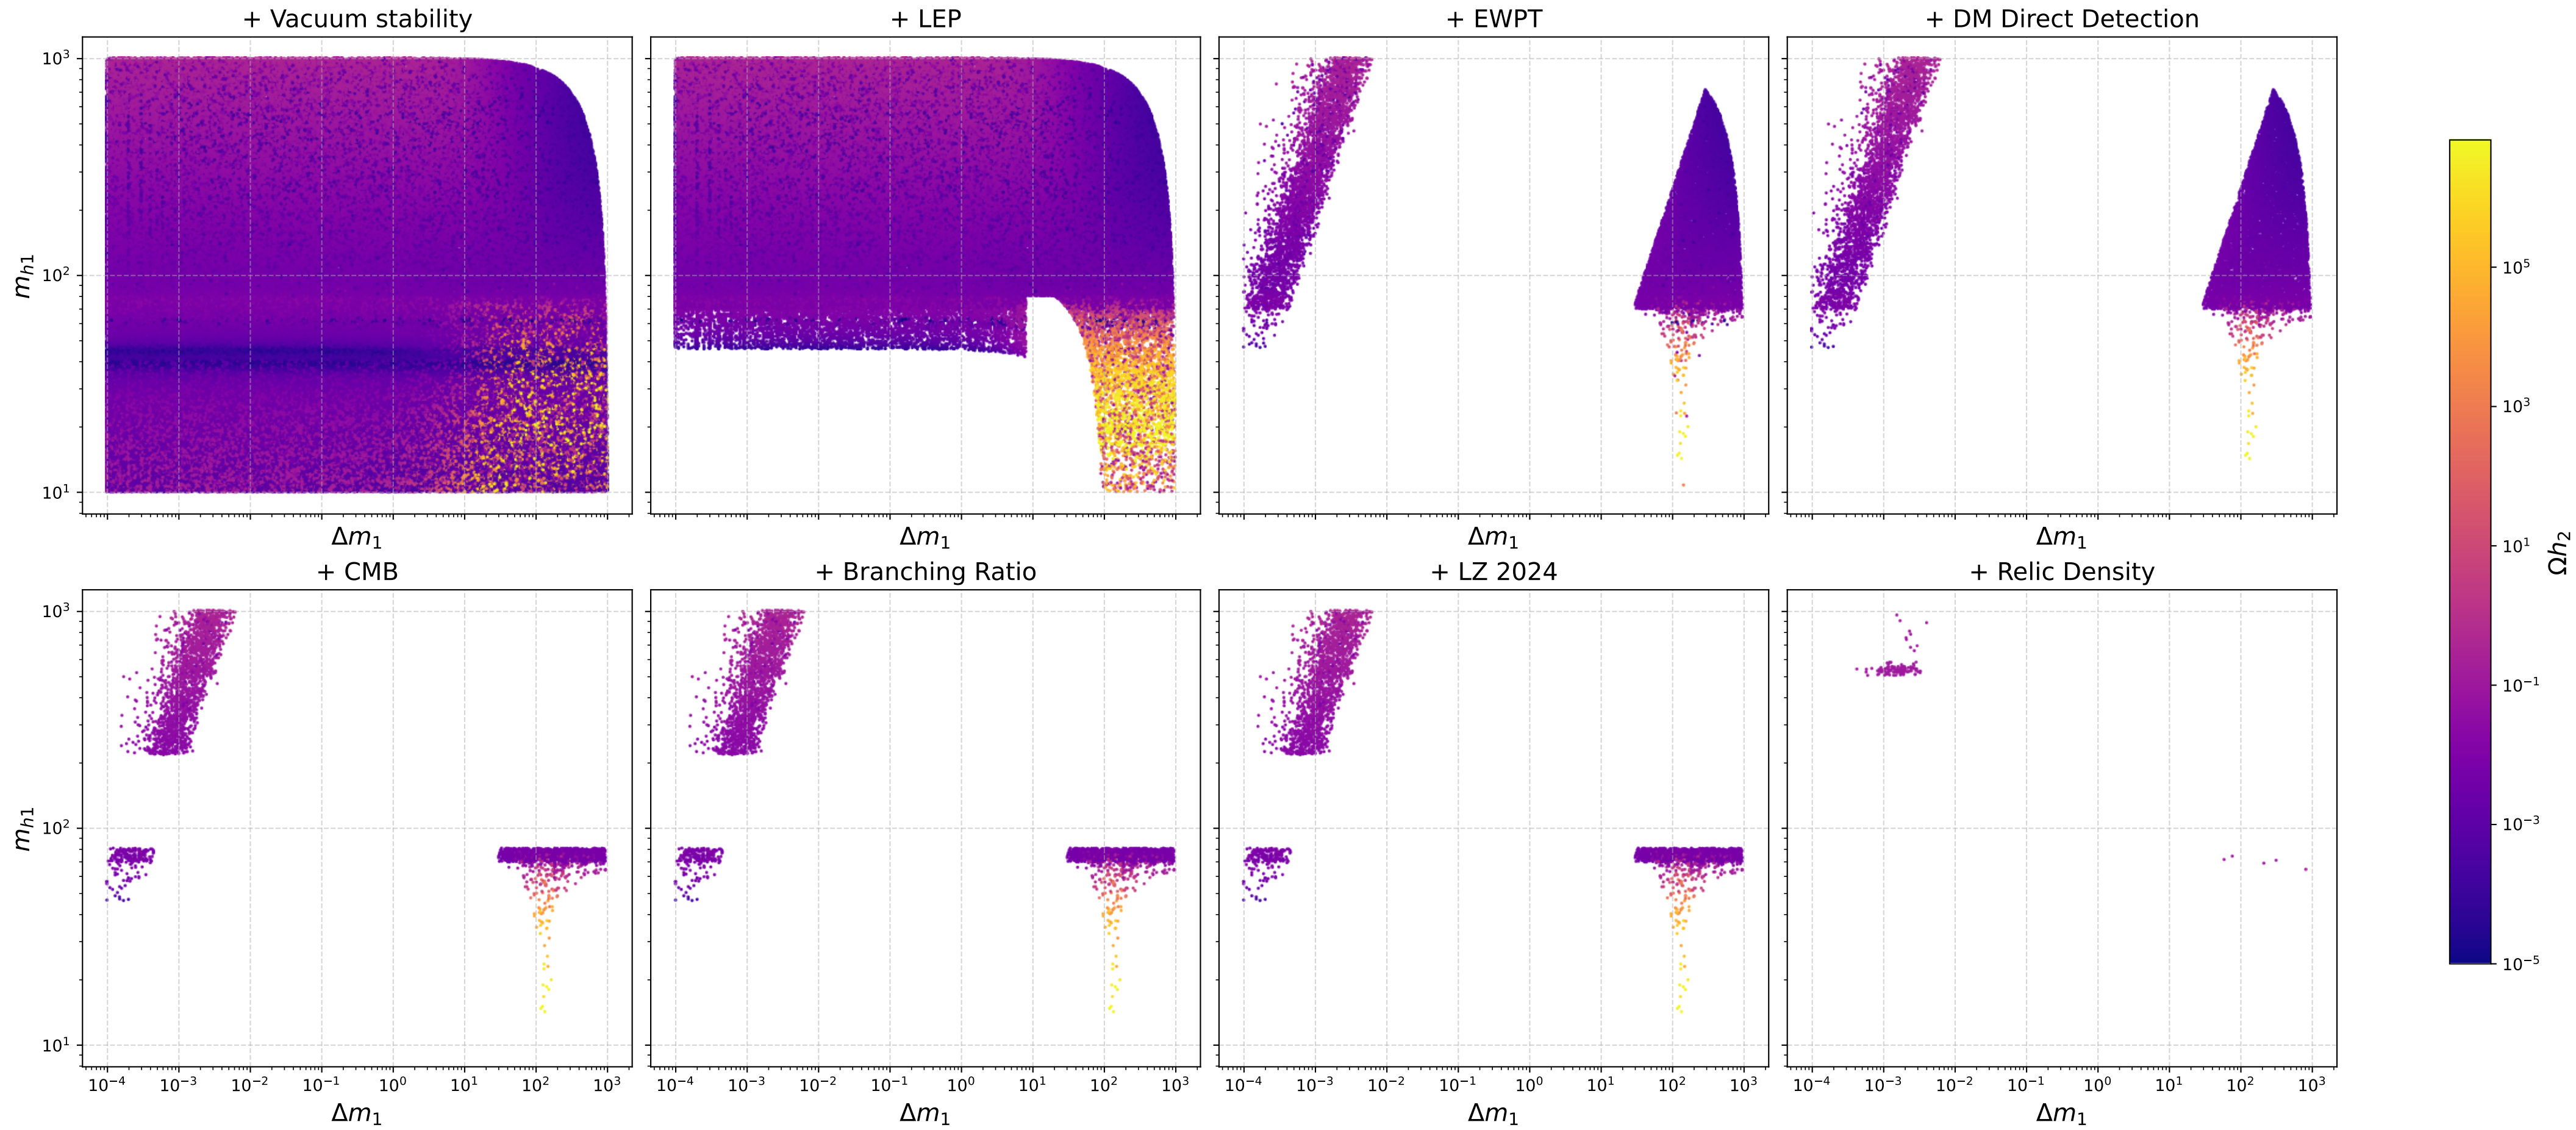 + Vacuum stability
+ LEP
+ EWPT
+ DM Direct Detection
10³
10²
10¹
m_{h1}
Δm₁
Δm₁
Δm₁
Δm₁
10⁵
10³
10¹
10⁻¹
10⁻³
10⁻⁵
Ωh₂
+ CMB
+ Branching Ratio
+ LZ 2024
+ Relic Density
10³
10²
10¹
m_{h1}
10⁻⁴ 10⁻³ 10⁻² 10⁻¹ 10⁰ 10¹ 10² 10³
10⁻⁴ 10⁻³ 10⁻² 10⁻¹ 10⁰ 10¹ 10² 10³
10⁻⁴ 10⁻³ 10⁻² 10⁻¹ 10⁰ 10¹ 10² 10³
10⁻⁴ 10⁻³ 10⁻² 10⁻¹ 10⁰ 10¹ 10² 10³
Δm₁
Δm₁
Δm₁
Δm₁